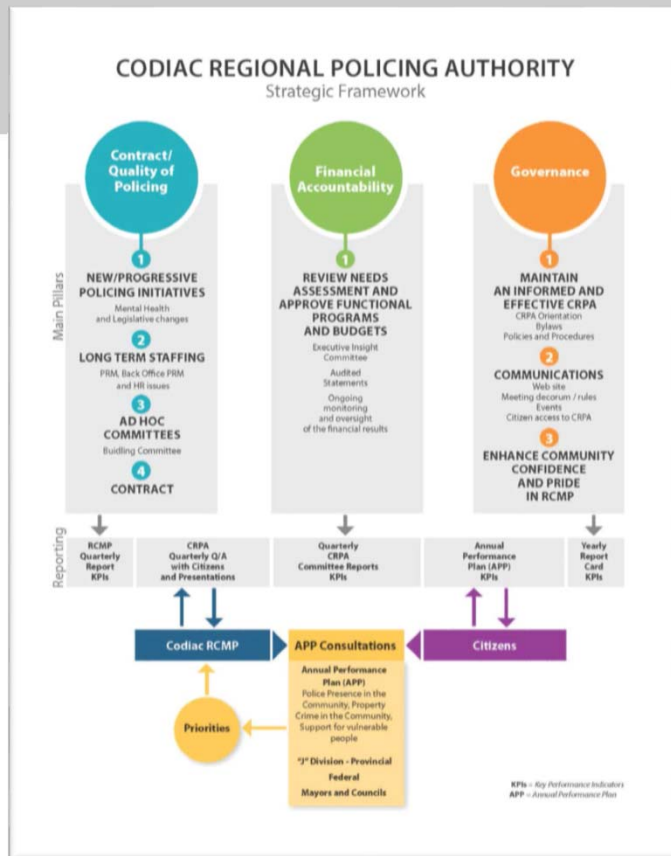 CODIAC REGIONAL POLICING AUTHORITY
Strategic Framework
Main Pillars
Contract/
Quality of
Policing
1
NEW/PROGRESSIVE
POLICING INITIATIVES
Mental Health
and Legislative changes
2
LONG TERM STAFFING
PRM, Back Office PRM
and HR issues
3
AD HOC
COMMITTEES
Buidling Committee
4
CONTRACT
Financial
Accountability
1
REVIEW NEEDS
ASSESSMENT AND
APPROVE FUNCTIONAL
PROGRAMS
AND BUDGETS
Executive Insight
Committee
Audited
Statements
Ongoing
monitoring
and oversight
of the financial results
Governance
1
MAINTAIN
AN INFORMED AND
EFFECTIVE CRPA
CRPA Orientation
Bylaws
Policies and Procedures
2
COMMUNICATIONS
Web site
Meeting decorum / rules
Events
Citizen access to CRPA
3
ENHANCE COMMUNITY
CONFIDENCE
AND PRIDE
IN RCMP
Reporting
RCMP
Quarterly
Report
KPIs
CRPA
Quarterly Q/A
with Citizens
and Presentations
Quarterly
CRPA
Committee Reports
KPIs
Annual
Performance
Plan (APP)
KPIs
Yearly
Report
Card
KPIs
Codiac RCMP
APP Consultations
Citizens
Annual Performance
Plan (APP)
Police Presence in the
Community, Property
Crime in the Community,
Support for vulnerable
people
"J" Division - Provincial
Federal
Mayors and Councils
Priorities
KPIs = Key Performance Indicators
APP = Annual Performance Plan